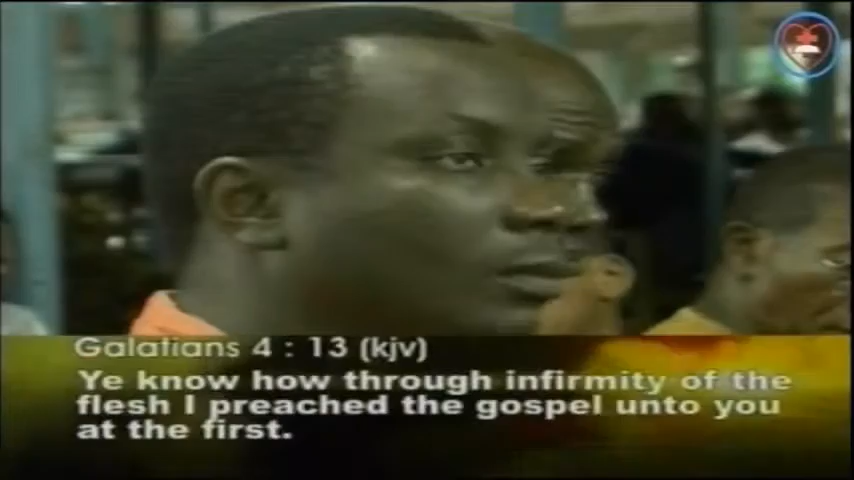 Galatians 4 : 13 (kjv)
Ye know how through infirmity of the
flesh I preached the gospel unto you
at the first.